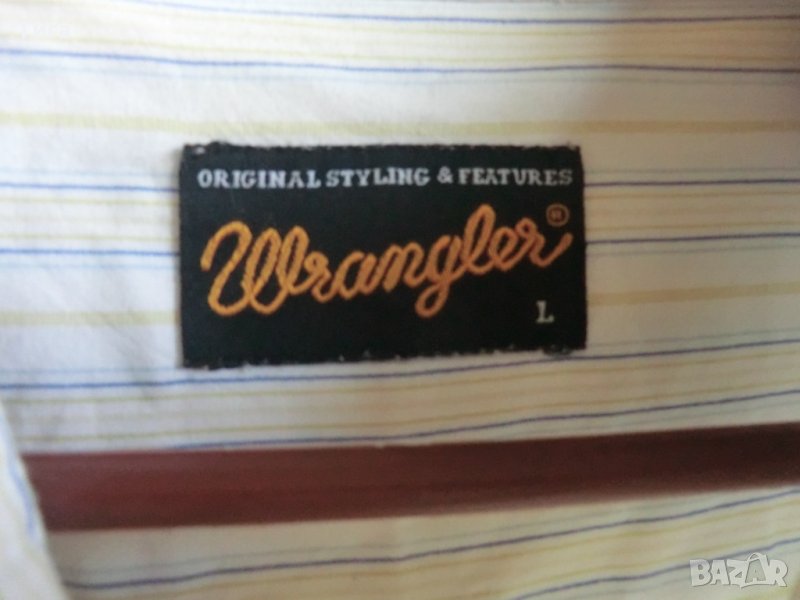 ORIGINAL STYLING & FEATURES
Wrangler®
L
BAZAR